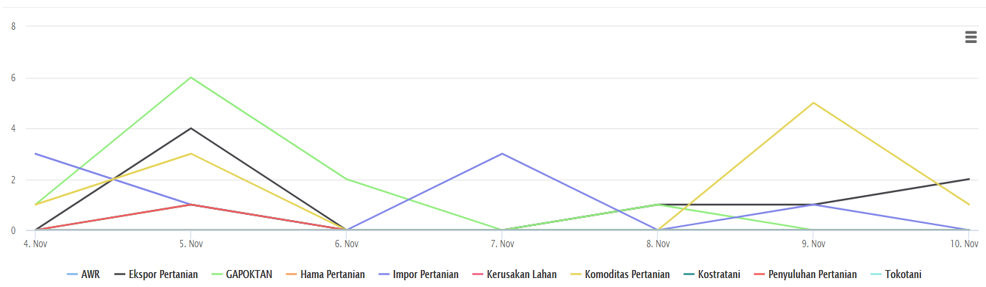 8
6
4
2
0
4. Nov 5. Nov 6. Nov 7. Nov 8. Nov 9. Nov 10. Nov
AWR Ekspor Pertanian GAPOKTAN Hama Pertanian Impor Pertanian Kerusakan Lahan Komoditas Pertanian Kostratani Penyuluhan Pertanian Tokotani